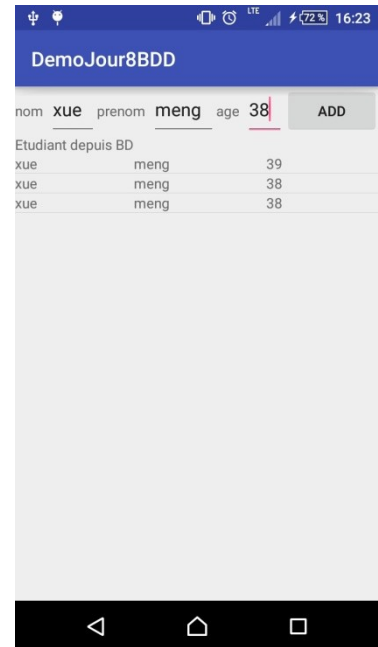 LTE 72% 16:23
DemoJour8BDD
nom xue prenom meng age 38 ADD
Etudiant depuis BD
xue meng 39
xue meng 38
xue meng 38